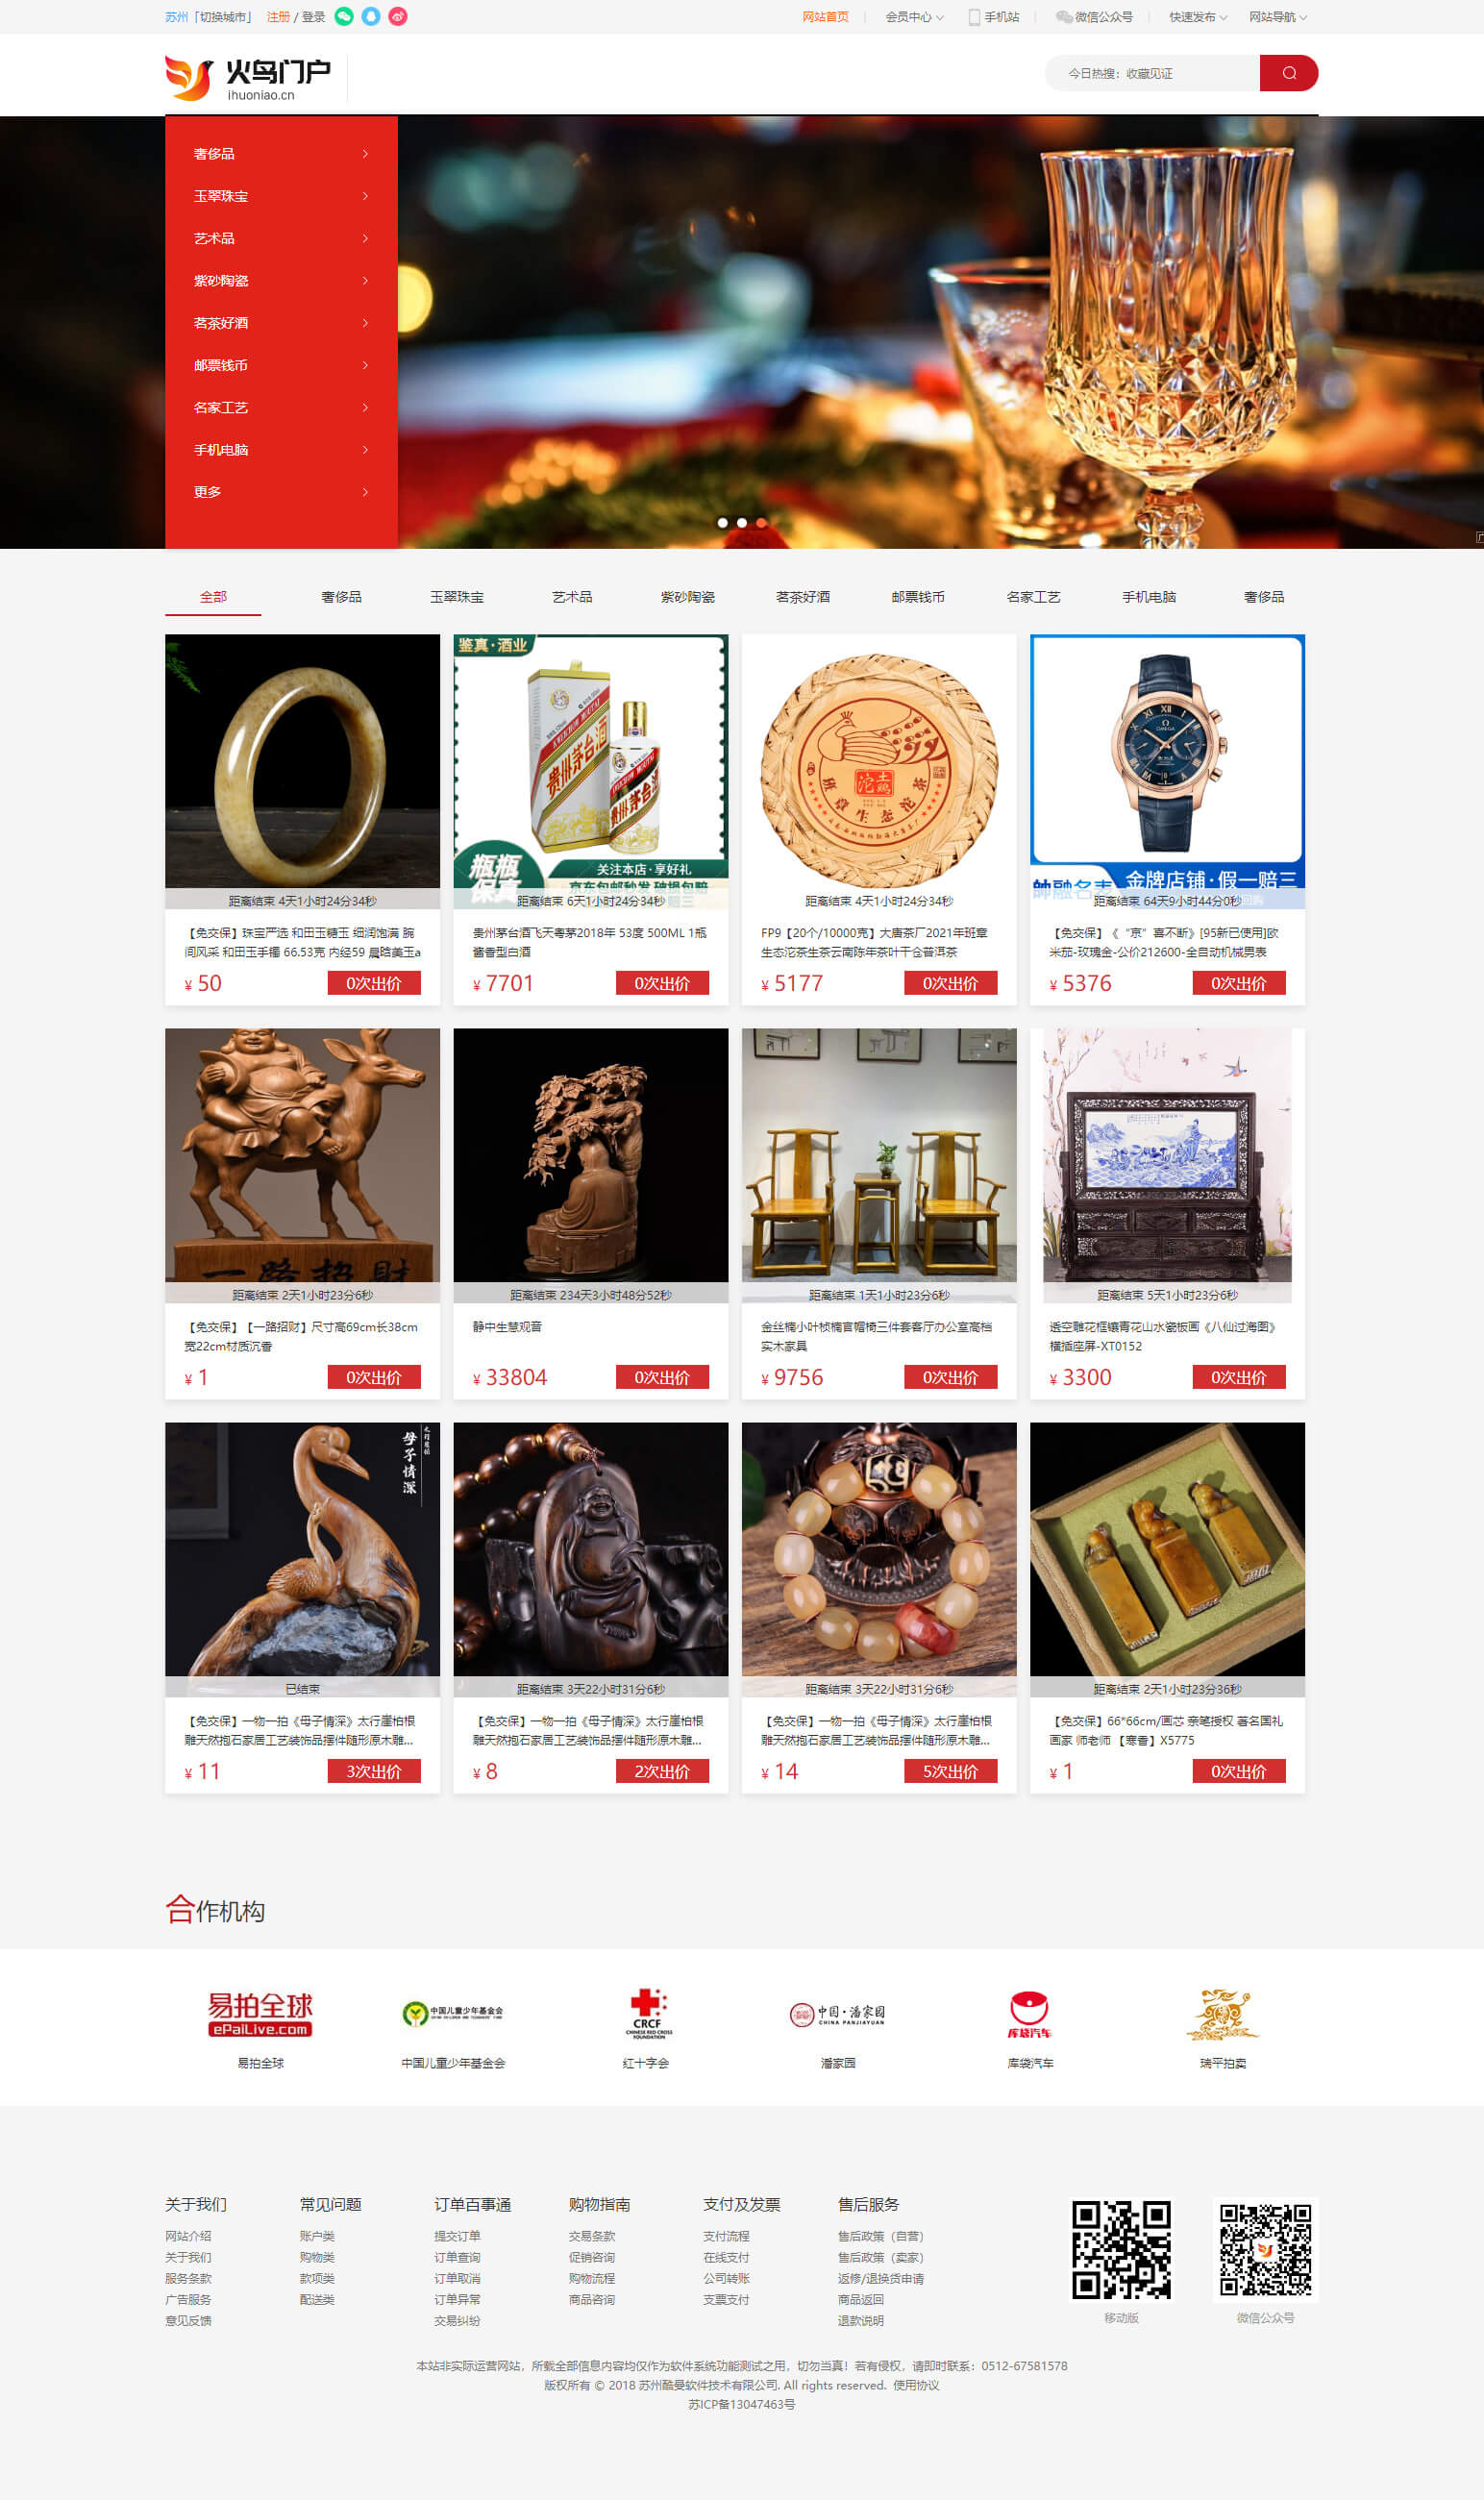 苏州「切换城市」 注册 / 登录
网站首页 | 会员中心 | 手机站 | 微信公众号 | 快速发布 网站导航
火鸟门户
ihuoniao.cn
今日热搜：收藏见证
奢侈品
玉翠珠宝
艺术品
紫砂陶瓷
茗茶好酒
邮票钱币
名家工艺
手机电脑
更多
全部 奢侈品 玉翠珠宝 艺术品 紫砂陶瓷 茗茶好酒 邮票钱币 名家工艺 手机电脑 奢侈品
距离结束 4天1小时24分34秒
【免交保】珠宝严选 和田玉糖玉 细润饱满 腕
间风采 和田玉手镯 66.53克 内经59 晨晗美玉a
¥ 50 0次出价
鉴真·酒业
贵州茅台酒
贵州茅台酒
瓶瓶
保真
关注本店·享好礼
京东包邮秒发 破损包赔
距离结束 6天1小时24分34秒
贵州茅台酒飞天粤茅2018年 53度 500ML 1瓶
酱香型白酒
¥ 7701 0次出价
班章生态沱茶
距离结束 4天1小时24分34秒
FP9【20个/10000克】大唐茶厂2021年班章
生态沱茶生茶云南陈年茶叶干仓普洱茶
¥ 5177 0次出价
OMEGA
帅融名表 金牌店铺·假一赔三
距离结束 64天9小时44分0秒
【免交保】《“京”喜不断》[95新已使用]欧
米茄-玫瑰金-公价212600-全自动机械男表
¥ 5376 0次出价
一路招财
距离结束 2天1小时23分6秒
【免交保】【一路招财】尺寸高69cm长38cm
宽22cm材质沉香
¥ 1 0次出价
距离结束 234天3小时48分52秒
静中生慧观音
¥ 33804 0次出价
距离结束 1天1小时23分6秒
金丝楠小叶桢楠官帽椅三件套客厅办公室高档
实木家具
¥ 9756 0次出价
距离结束 5天1小时23分6秒
透空雕花框镶青花山水瓷板画《八仙过海图》
横插座屏-XT0152
¥ 3300 0次出价
母子情深
已结束
【免交保】一物一拍《母子情深》太行崖柏根
雕天然抱石家居工艺装饰品摆件随形原木雕...
¥ 11 3次出价
距离结束 3天22小时31分6秒
【免交保】一物一拍《母子情深》太行崖柏根
雕天然抱石家居工艺装饰品摆件随形原木雕...
¥ 8 2次出价
距离结束 3天22小时31分6秒
【免交保】一物一拍《母子情深》太行崖柏根
雕天然抱石家居工艺装饰品摆件随形原木雕...
¥ 14 5次出价
距离结束 2天1小时23分36秒
【免交保】66*66cm/画芯 亲笔授权 著名国礼
画家 师老师 【寒香】X5775
¥ 1 0次出价
合作机构
易拍全球
ePaiLive.com
易拍全球
中国儿童少年基金会
中国儿童少年基金会
CRCF
CHINESE RED CROSS
FOUNDATION
红十字会
中国·潘家园
CHINA PANJIAYUAN
潘家园
库袋汽车
库袋汽车
瑞平拍卖
关于我们
网站介绍
关于我们
服务条款
广告服务
意见反馈
常见问题
账户类
购物类
款项类
配送类
订单百事通
提交订单
订单查询
订单取消
订单异常
交易纠纷
购物指南
交易条款
促销咨询
购物流程
商品咨询
支付及发票
支付流程
在线支付
公司转账
支票支付
售后服务
售后政策（自营）
售后政策（卖家）
返修/退换货申请
商品返回
退款说明
移动版
微信公众号
本站非实际运营网站，所载全部信息内容均仅作为软件系统功能测试之用，切勿当真！若有侵权，请即时联系：0512-67581578
版权所有 © 2018 苏州酷曼软件技术有限公司. All rights reserved. 使用协议
苏ICP备13047463号